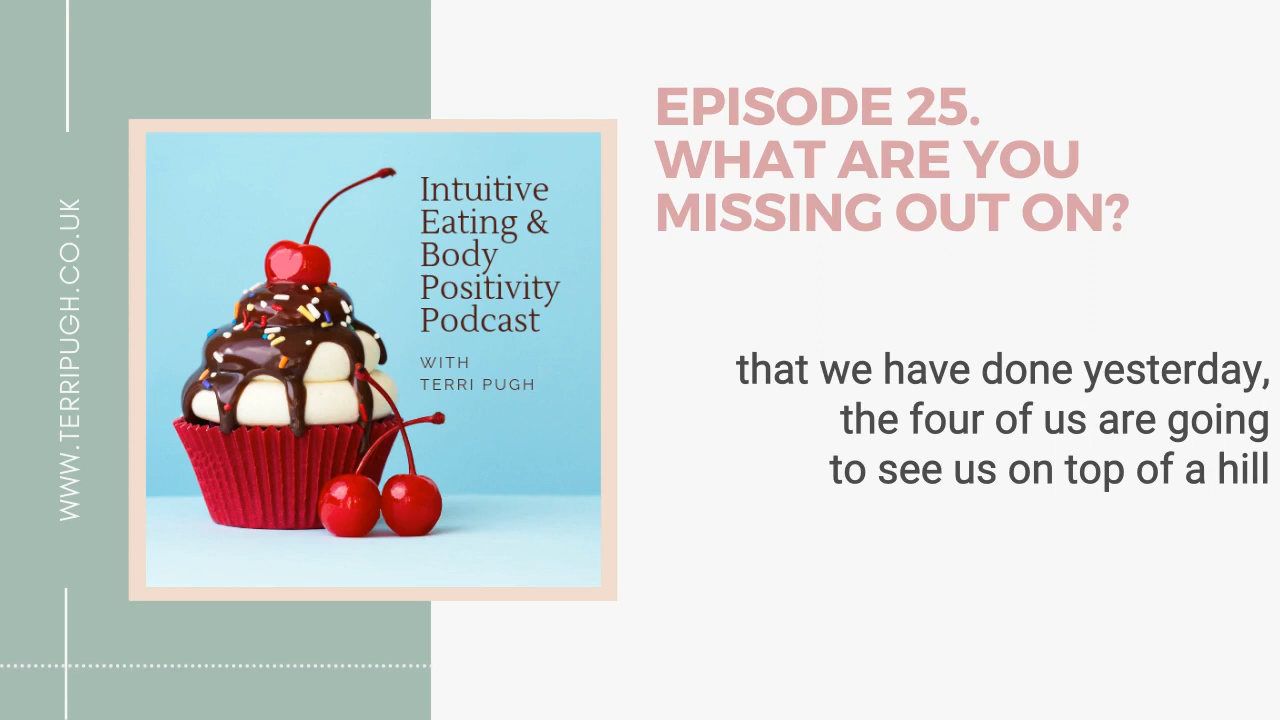 WWW.TERRIPUGH.CO.UK
Intuitive
Eating &
Body
Positivity
Podcast
WITH
TERRI PUGH
EPISODE 25.
WHAT ARE YOU
MISSING OUT ON?
that we have done yesterday,
the four of us are going
to see us on top of a hill